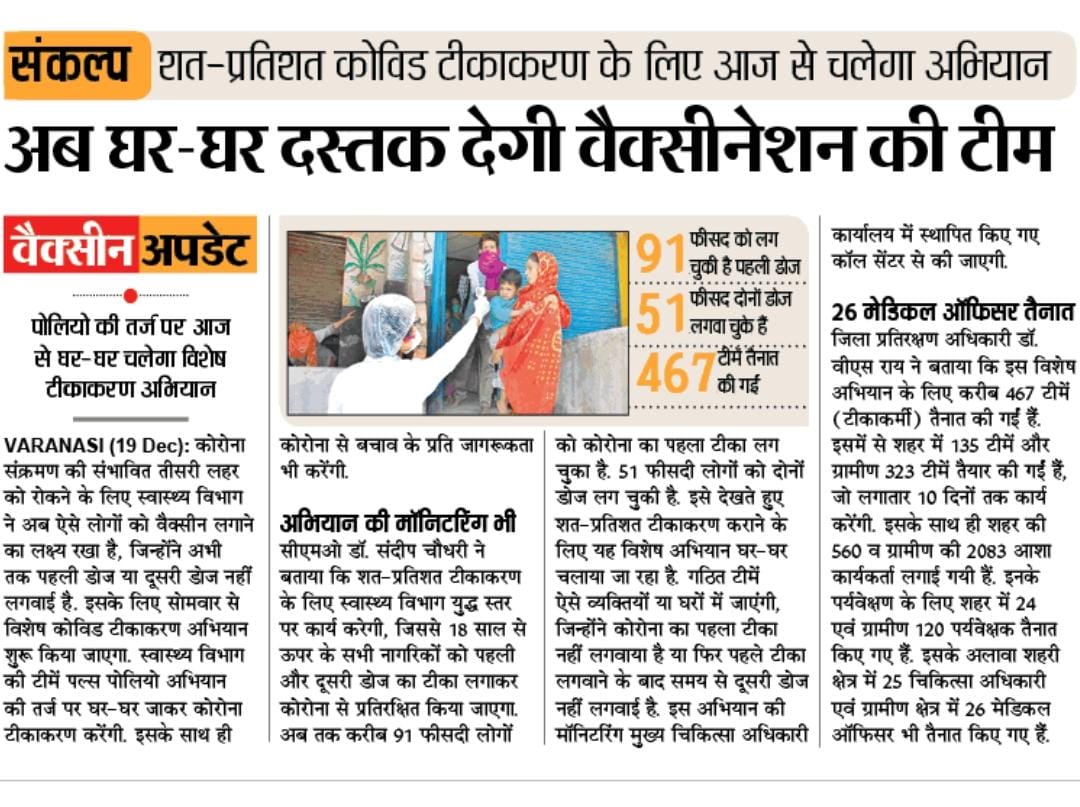 संकल्प शत-प्रतिशत कोविड टीकाकरण के लिए आज से चलेगा अभियान
अब घर-घर दस्तक देगी वैक्सीनेशन की टीम
वैक्सीन अपडेट
पोलियो की तर्ज पर आज
से घर-घर चलेगा विशेष
टीकाकरण अभियान
VARANASI (19 Dec): कोरोना
संक्रमण की संभावित तीसरी लहर
को रोकने के लिए स्वास्थ्य विभाग
ने अब ऐसे लोगों को वैक्सीन लगाने
का लक्ष्य रखा है, जिन्होंने अभी
तक पहली डोज या दूसरी डोज नहीं
लगवाई है. इसके लिए सोमवार से
विशेष कोविड टीकाकरण अभियान
शुरू किया जाएगा. स्वास्थ्य विभाग
की टीमें पल्स पोलियो अभियान
की तर्ज पर घर-घर जाकर कोरोना
टीकाकरण करेंगी. इसके साथ ही
91 फीसद को लग
चुकी है पहली डोज
51 फीसद दोनों डोज
लगवा चुके हैं
467 टीमें तैनात
की गईं
कोरोना से बचाव के प्रति जागरूकता
भी करेंगी.
अभियान की मॉनिटरिंग भी
सीएमओ डॉ. संदीप चौधरी ने
बताया कि शत-प्रतिशत टीकाकरण
के लिए स्वास्थ्य विभाग युद्ध स्तर
पर कार्य करेगी, जिससे 18 साल से
ऊपर के सभी नागरिकों को पहली
और दूसरी डोज का टीका लगाकर
कोरोना से प्रतिरक्षित किया जाएगा.
अब तक करीब 91 फीसदी लोगों
को कोरोना का पहला टीका लग
चुका है. 51 फीसदी लोगों को दोनों
डोज लग चुकी है. इसे देखते हुए
शत-प्रतिशत टीकाकरण कराने के
लिए यह विशेष अभियान घर-घर
चलाया जा रहा है. गठित टीमें
ऐसे व्यक्तियों या घरों में जाएंगी,
जिन्होंने कोरोना का पहला टीका
नहीं लगवाया है या फिर पहले टीका
लगवाने के बाद समय से दूसरी डोज
नहीं लगवाई है. इस अभियान की
मॉनिटरिंग मुख्य चिकित्सा अधिकारी
कार्यालय में स्थापित किए गए
कॉल सेंटर से की जाएगी.
26 मेडिकल ऑफिसर तैनात
जिला प्रतिरक्षण अधिकारी डॉ.
वीएस राय ने बताया कि इस विशेष
अभियान के लिए करीब 467 टीमें
(टीकाकर्मी) तैनात की गईं हैं.
इसमें से शहर में 135 टीमें और
ग्रामीण 323 टीमें तैयार की गईं हैं,
जो लगातार 10 दिनों तक कार्य
करेंगी. इसके साथ ही शहर की
560 व ग्रामीण की 2083 आशा
कार्यकर्ता लगाई गयी हैं. इनके
पर्यवेक्षण के लिए शहर में 24
एवं ग्रामीण 120 पर्यवेक्षक तैनात
किए गए हैं. इसके अलावा शहरी
क्षेत्र में 25 चिकित्सा अधिकारी
एवं ग्रामीण क्षेत्र में 26 मेडिकल
ऑफिसर भी तैनात किए गए हैं.